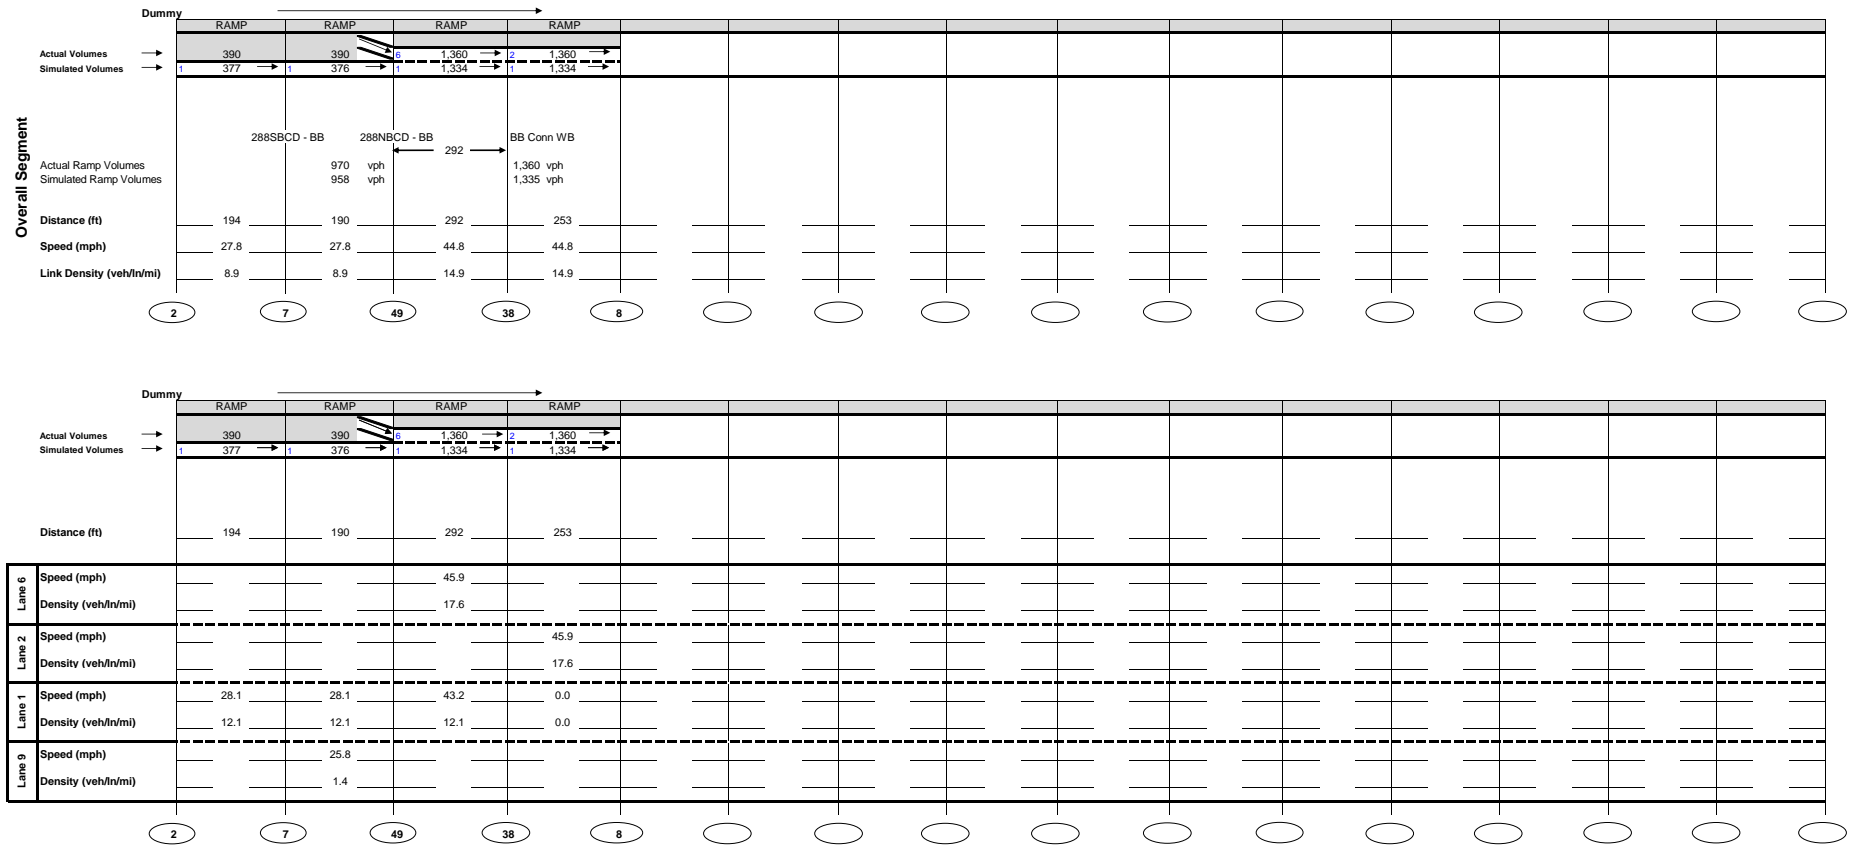 Dummy
RAMP RAMP RAMP RAMP
Actual Volumes 390 390 6 1,360 2 1,360
Simulated Volumes 1 377 1 376 1 1,334 1 1,334
Overall Segment
288SBCD - BB 288NBCD - BB BB Conn WB
292
Actual Ramp Volumes 970 vph 1,360 vph
Simulated Ramp Volumes 958 vph 1,335 vph
Distance (ft) 194 190 292 253
Speed (mph) 27.8 27.8 44.8 44.8
Link Density (veh/ln/mi) 8.9 8.9 14.9 14.9
2 7 49 38 8
Dummy
RAMP RAMP RAMP RAMP
Actual Volumes 390 390 6 1,360 2 1,360
Simulated Volumes 1 377 1 376 1 1,334 1 1,334
Distance (ft) 194 190 292 253
Lane 6
Speed (mph) 45.9
Density (veh/ln/mi) 17.6
Lane 2
Speed (mph) 45.9
Density (veh/ln/mi) 17.6
Lane 1
Speed (mph) 28.1 28.1 43.2 0.0
Density (veh/ln/mi) 12.1 12.1 12.1 0.0
Lane 9
Speed (mph) 25.8
Density (veh/ln/mi) 1.4
2 7 49 38 8